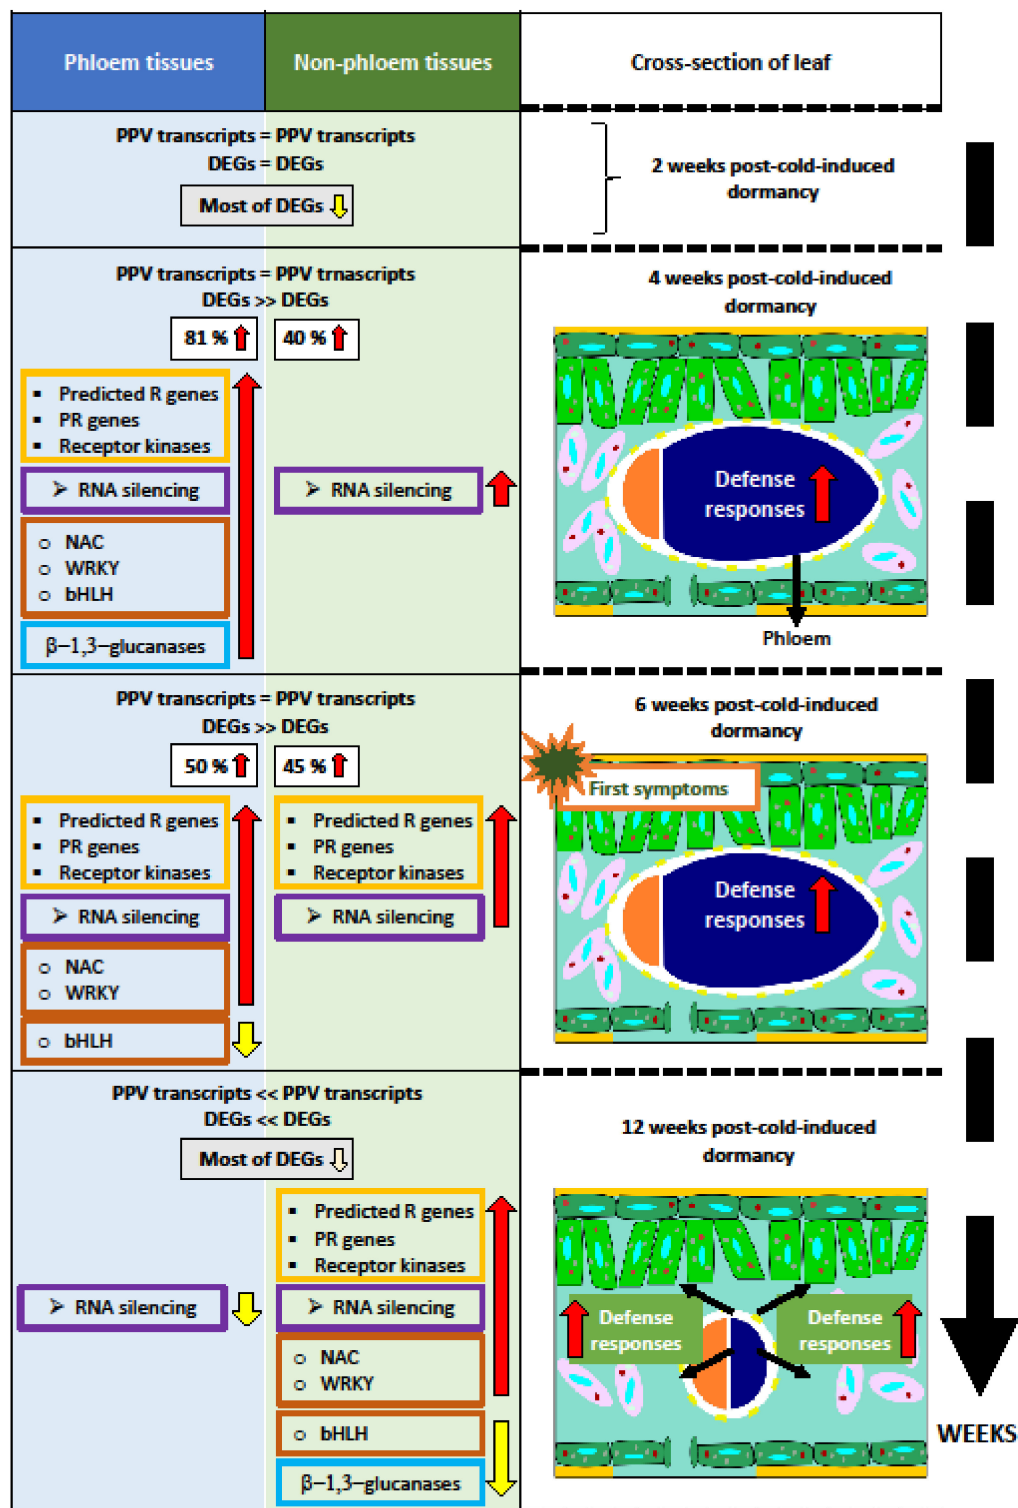 Phloem tissues
Non-phloem tissues
Cross-section of leaf
PPV transcripts = PPV transcripts
DEGs = DEGs
Most of DEGs
2 weeks post-cold-induced
dormancy
PPV transcripts = PPV trnascripts
DEGs >> DEGs
81 %
40 %
Predicted R genes
PR genes
Receptor kinases
RNA silencing
NAC
WRKY
bHLH
β–1,3–glucanases
RNA silencing
4 weeks post-cold-induced
dormancy
Defense
responses
Phloem
PPV transcripts = PPV transcripts
DEGs >> DEGs
50 %
45 %
Predicted R genes
PR genes
Receptor kinases
RNA silencing
NAC
WRKY
bHLH
Predicted R genes
PR genes
Receptor kinases
RNA silencing
6 weeks post-cold-induced
dormancy
First symptoms
Defense
responses
PPV transcripts << PPV transcripts
DEGs << DEGs
Most of DEGs
RNA silencing
Predicted R genes
PR genes
Receptor kinases
RNA silencing
NAC
WRKY
bHLH
β–1,3–glucanases
12 weeks post-cold-induced
dormancy
Defense
responses
Defense
responses
WEEKS